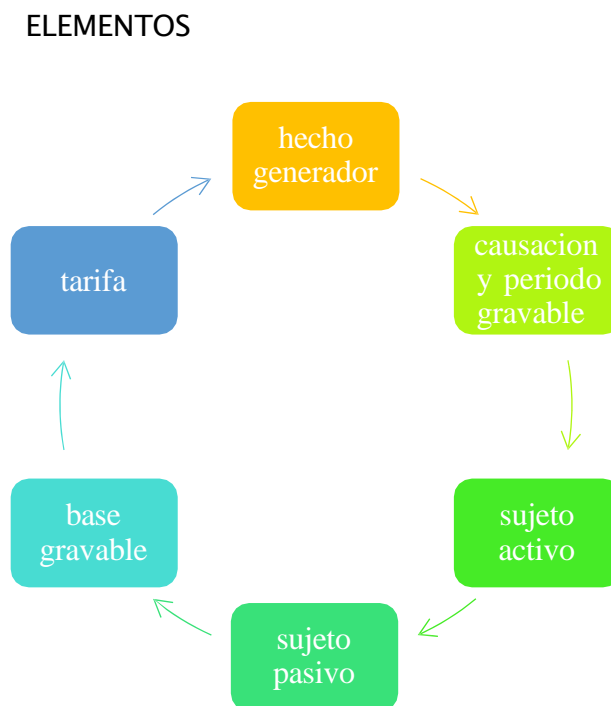 ELEMENTOS
hecho
generador
causacion
y periodo
gravable
sujeto
activo
sujeto
pasivo
base
gravable
tarifa